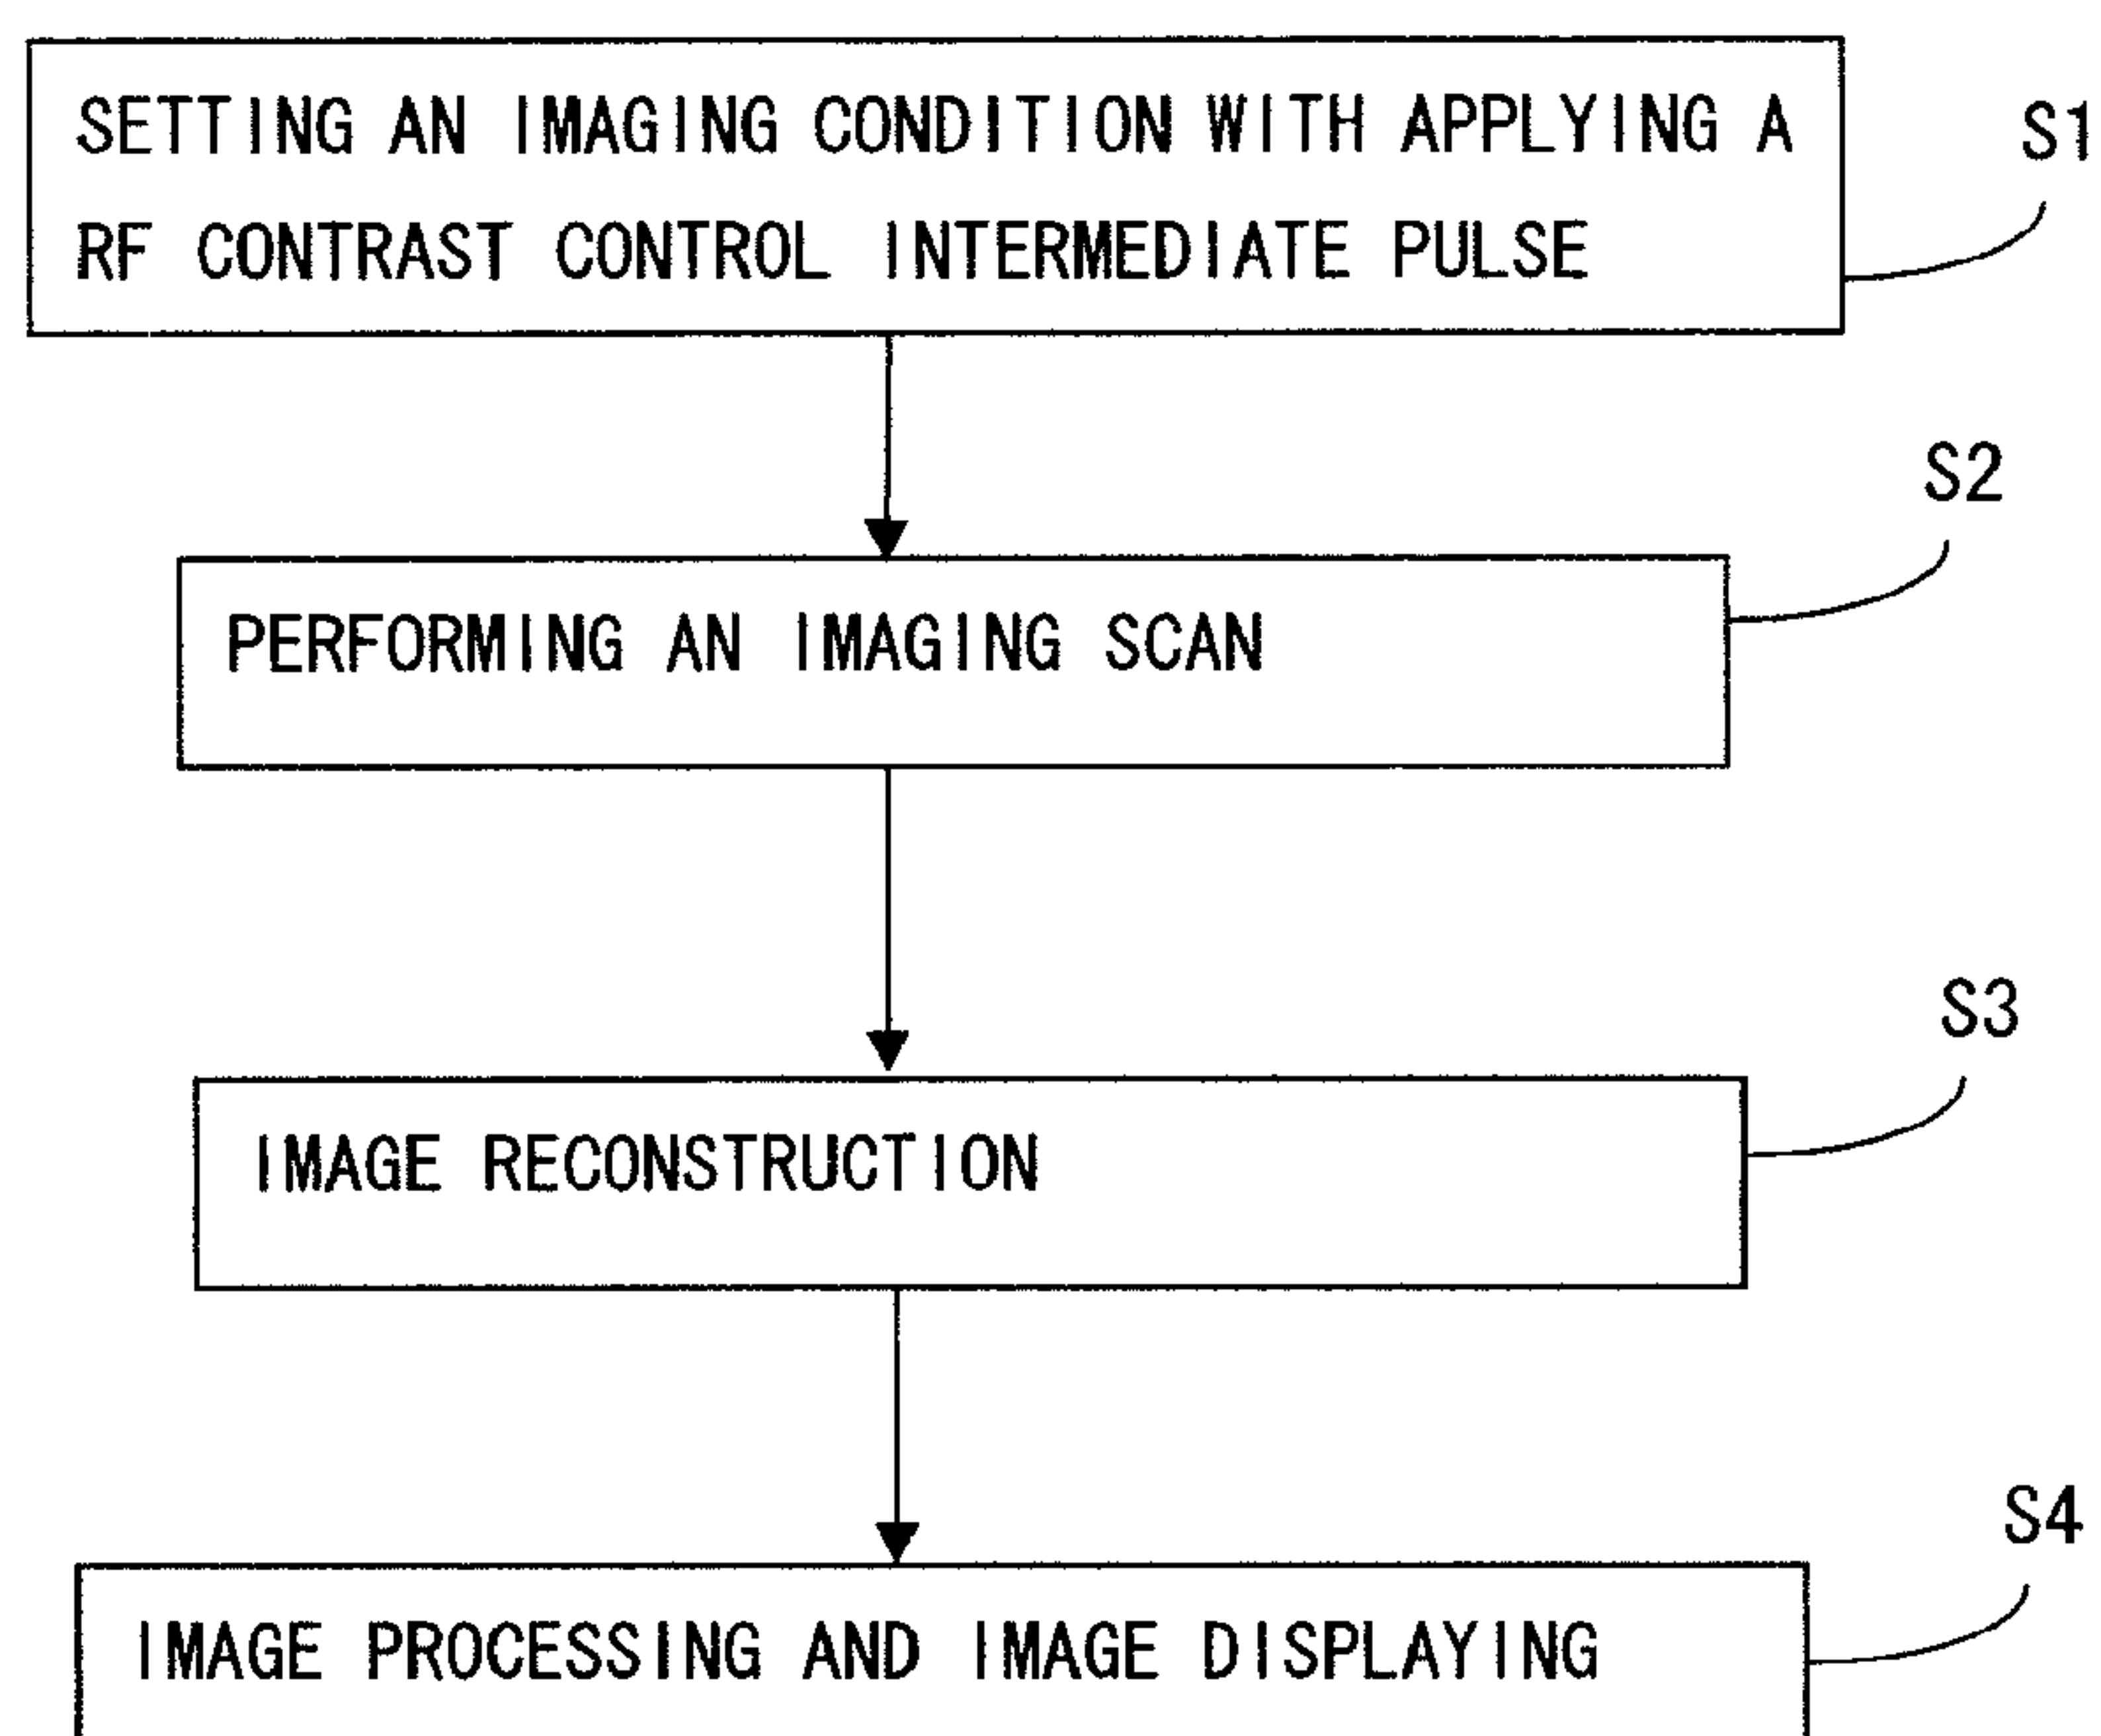 SETTING AN IMAGING CONDITION WITH APPLYING A
RF CONTRAST CONTROL INTERMEDIATE PULSE
S1
S2
PERFORMING AN IMAGING SCAN
S3
IMAGE RECONSTRUCTION
S4
IMAGE PROCESSING AND IMAGE DISPLAYING